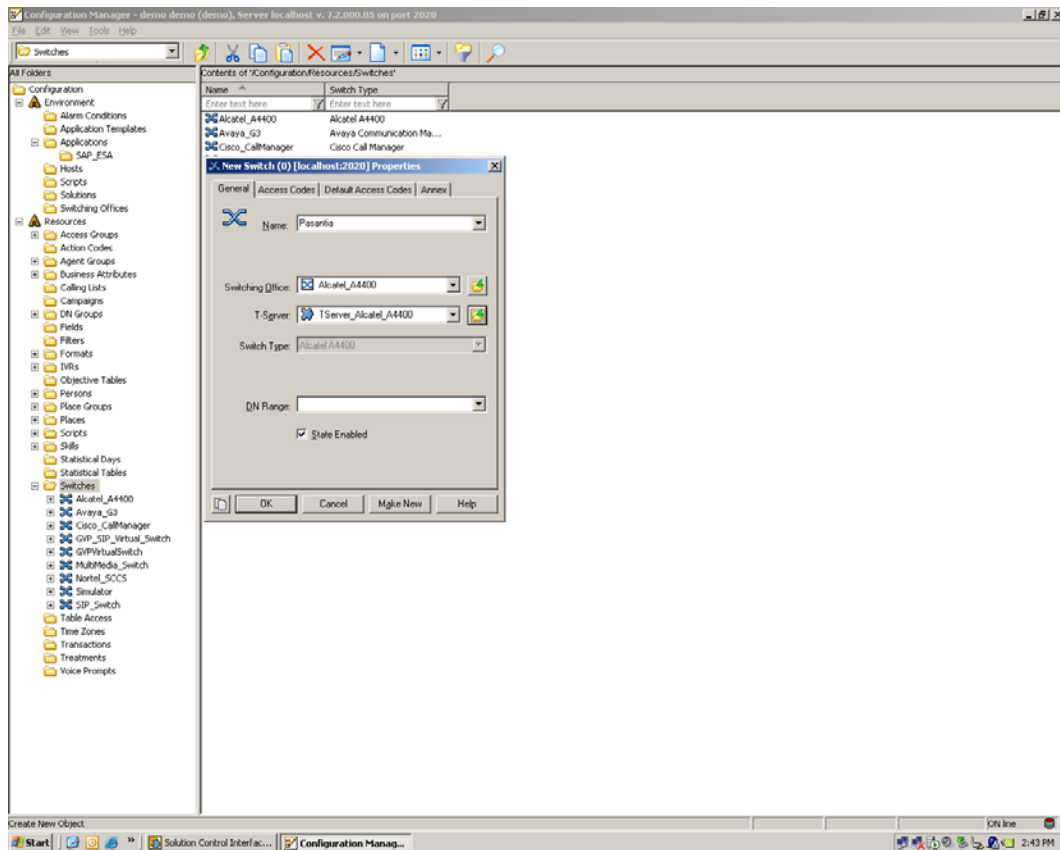 Configuration Manager - demo demo (demo), Server localhost v. 7.2.000.05 on port 2020
File Edit View Tools Help
Switches
All Folders
Configuration
Environment
Alarm Conditions
Application Templates
Applications
SAP_ESA
Hosts
Scripts
Solutions
Switching Offices
Resources
Access Groups
Action Codes
Agent Groups
Business Attributes
Calling Lists
Campaigns
DN Groups
Fields
Filters
Formats
IVRs
Objective Tables
Persons
Place Groups
Places
Scripts
Skills
Statistical Days
Statistical Tables
Switches
Alcatel_A4400
Avaya_G3
Cisco_CallManager
GVP_SIP_Virtual_Switch
GVPVirtualSwitch
MultiMedia_Switch
Nortel_SCCS
Simulator
SIP_Switch
Table Access
Time Zones
Transactions
Treatments
Voice Prompts
Contents of '/Configuration/Resources/Switches'
Name Switch Type
Enter text here Enter text here
Alcatel_A4400 Alcatel A4400
Avaya_G3 Avaya Communication Ma...
Cisco_CallManager Cisco Call Manager
New Switch (0) [localhost:2020] Properties
General Access Codes Default Access Codes Annex
Name: Pasantia
Switching Office: Alcatel_A4400
T-Server: TServer_Alcatel_A4400
Switch Type: Alcatel A4400
DN Range:
State Enabled
OK Cancel Make New Help
Create New Object
ON line
Start » Solution Control Interfac... Configuration Manag... 2:43 PM